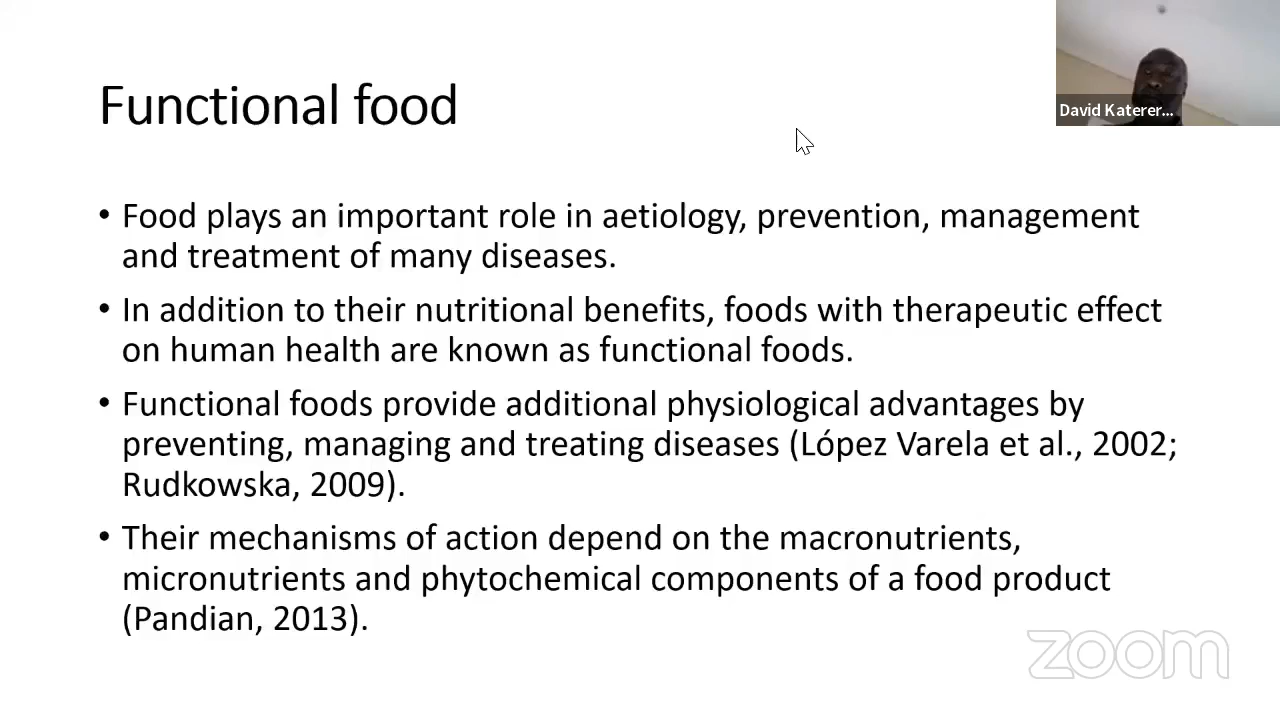 Functional food
David Katerer...
• Food plays an important role in aetiology, prevention, management
and treatment of many diseases.
• In addition to their nutritional benefits, foods with therapeutic effect
on human health are known as functional foods.
• Functional foods provide additional physiological advantages by
preventing, managing and treating diseases (López Varela et al., 2002;
Rudkowska, 2009).
• Their mechanisms of action depend on the macronutrients,
micronutrients and phytochemical components of a food product
(Pandian, 2013).
zoom